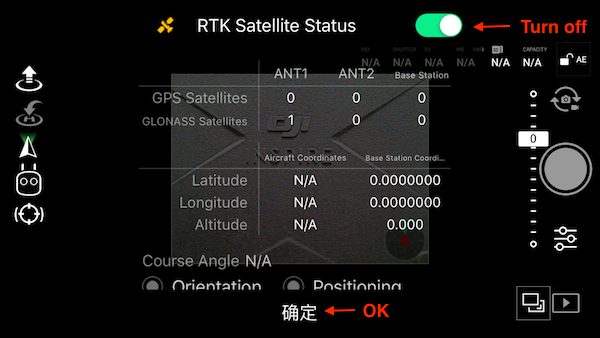 RTK Satellite Status
Turn off
ISO SHUTTER EV WB CAPACITY
N/A N/A N/A N/A N/A N/A
AE
ANT1 ANT2 Base Station
GPS Satellites 0 0 0
GLONASS Satellites 1 0 0
0
Aircraft Coordinates Base Station Coordi...
Latitude N/A 0.0000000
Longitude N/A 0.0000000
Altitude N/A 0.000
Course Angle N/A
Orientation Positioning
确定
OK